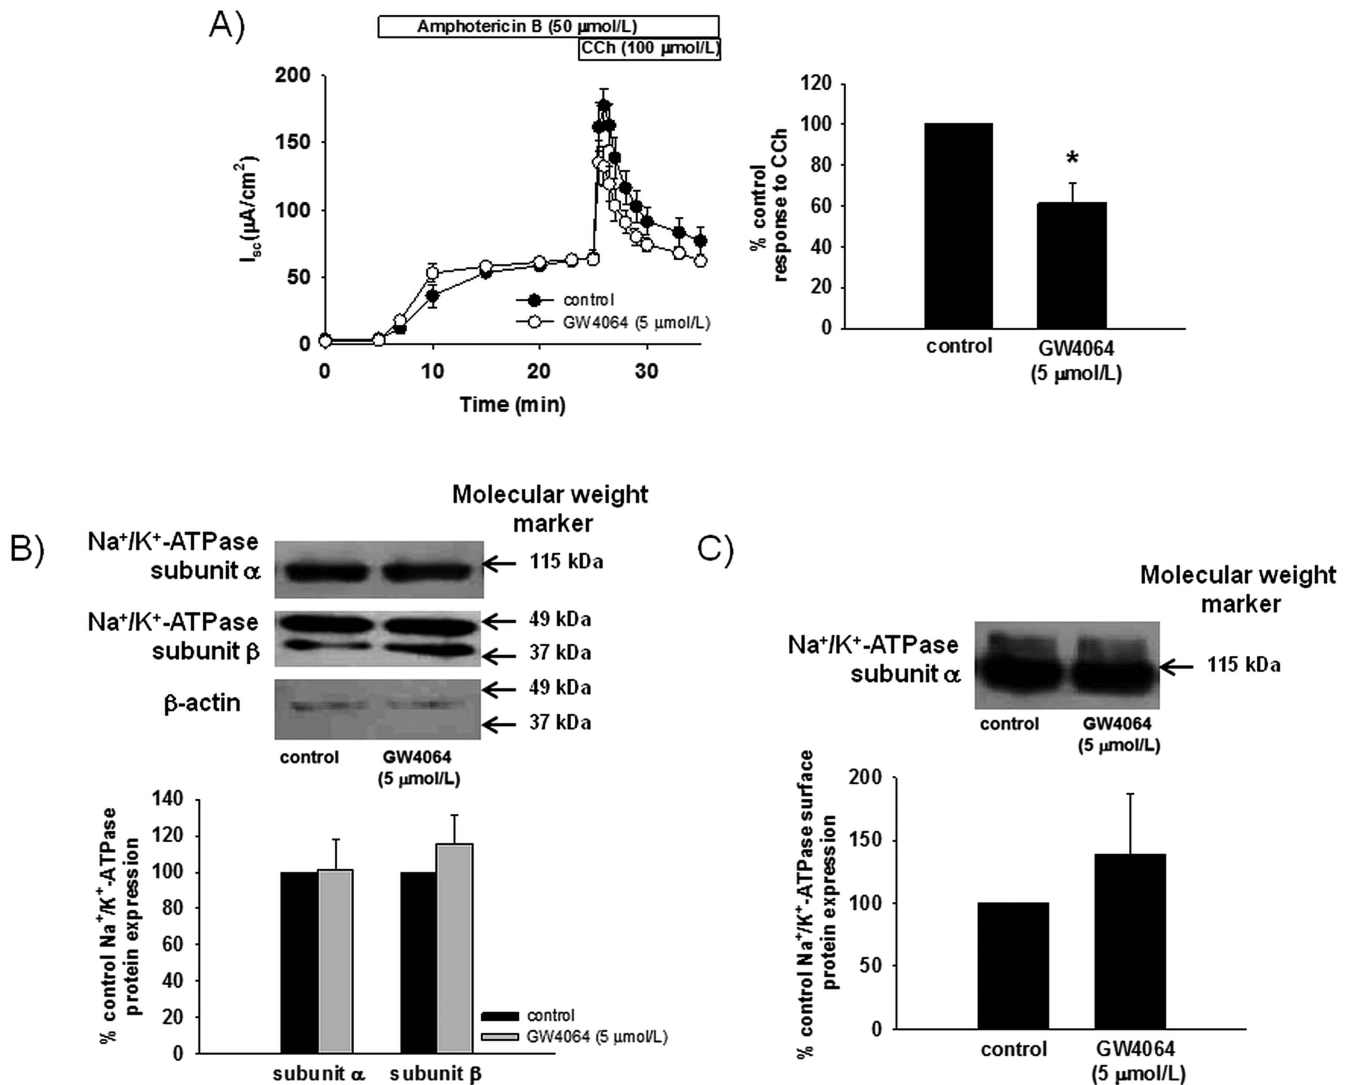 A)
Amphotericin B (50 µmol/L)
CCh (100 µmol/L)
200
150
100
50
0
Isc (µA/cm2)
control
GW4064 (5 µmol/L)
0 10 20 30
Time (min)
120
100
80
60
40
20
0
% control
response to CCh
*
control
GW4064
(5 µmol/L)
B)
Molecular weight
marker
Na+/K+-ATPase
subunit α
115 kDa
Na+/K+-ATPase
subunit β
49 kDa
37 kDa
β-actin
49 kDa
37 kDa
control
GW4064
(5 µmol/L)
140
120
100
80
60
40
20
0
% control Na+/K+-ATPase
protein expression
control
GW4064 (5 µmol/L)
subunit α subunit β
C)
Molecular weight
marker
Na+/K+-ATPase
subunit α
115 kDa
control
GW4064
(5 µmol/L)
200
150
100
50
0
% control Na+/K+-ATPase surface
protein expression
control
GW4064
(5 µmol/L)